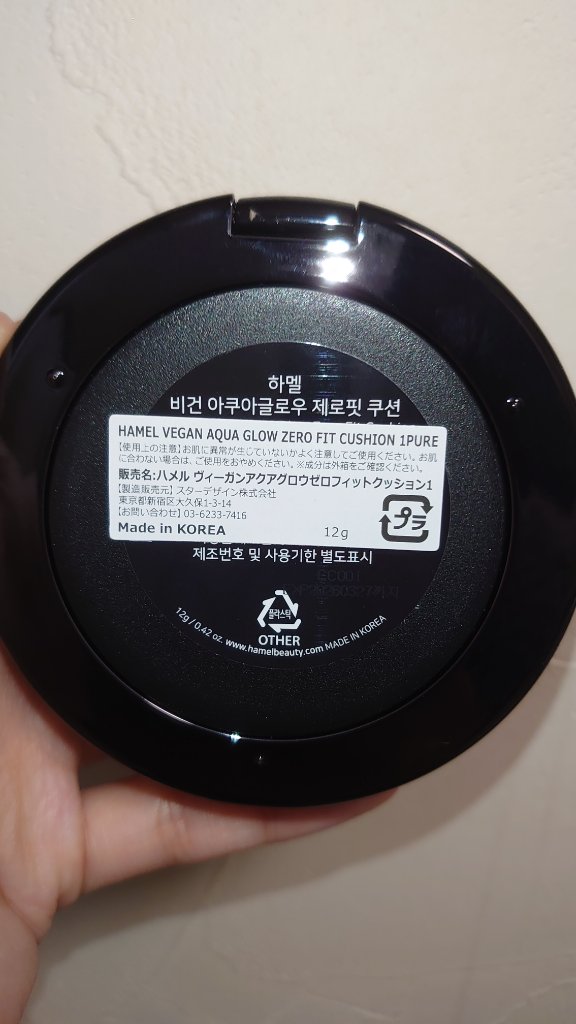 하멜
비건 아쿠아글로우 제로핏 쿠션
HAMEL VEGAN AQUA GLOW ZERO FIT CUSHION 1PURE
【使用上の注意】お肌に異常が生じていないかよく注意してご使用ください。お肌
に合わない場合は、ご使用をおやめください。※成分は外箱をご確認ください。
販売名:ハメル ヴィーガンアクアグロウゼロフィットクッション1
【製造販売元】スターデザイン株式会社
東京都新宿区大久保1-3-14
【お問い合わせ】03-6233-7416
Made in KOREA 12g
プラ
제조번호 및 사용기한 별도표시
플라스틱
OTHER
12g / 0.42 oz. www.hamelbeauty.com MADE IN KOREA